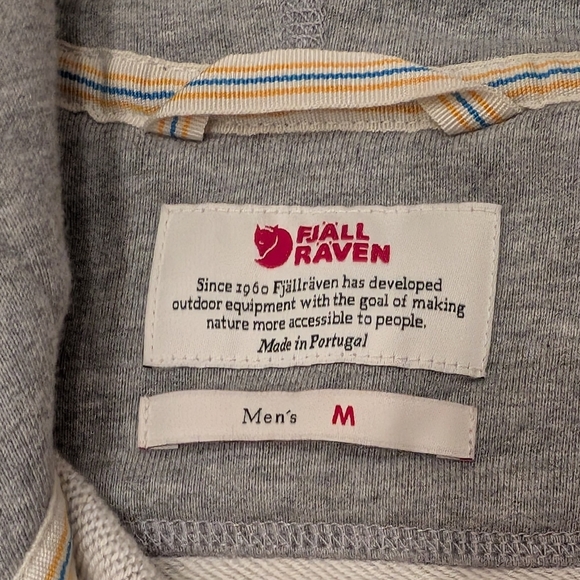 FJÄLL
RÄVEN
Since 1960 Fjällräven has developed
outdoor equipment with the goal of making
nature more accessible to people.
Made in Portugal
Men's M